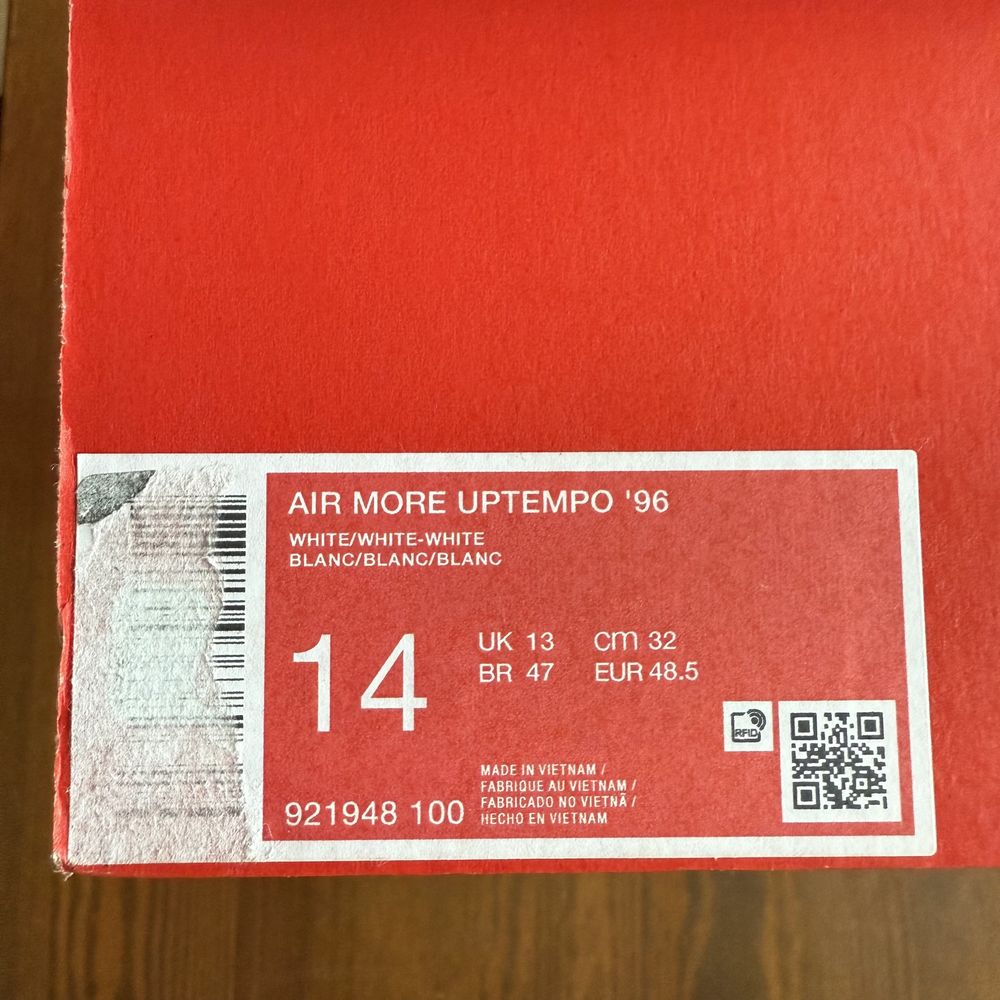 AIR MORE UPTEMPO '96
WHITE/WHITE-WHITE
BLANC/BLANC/BLANC
14
UK 13 cm 32
BR 47 EUR 48.5
RFID
MADE IN VIETNAM /
FABRIQUE AU VIETNAM /
FABRICADO NO VIETNÃ /
HECHO EN VIETNAM
921948 100